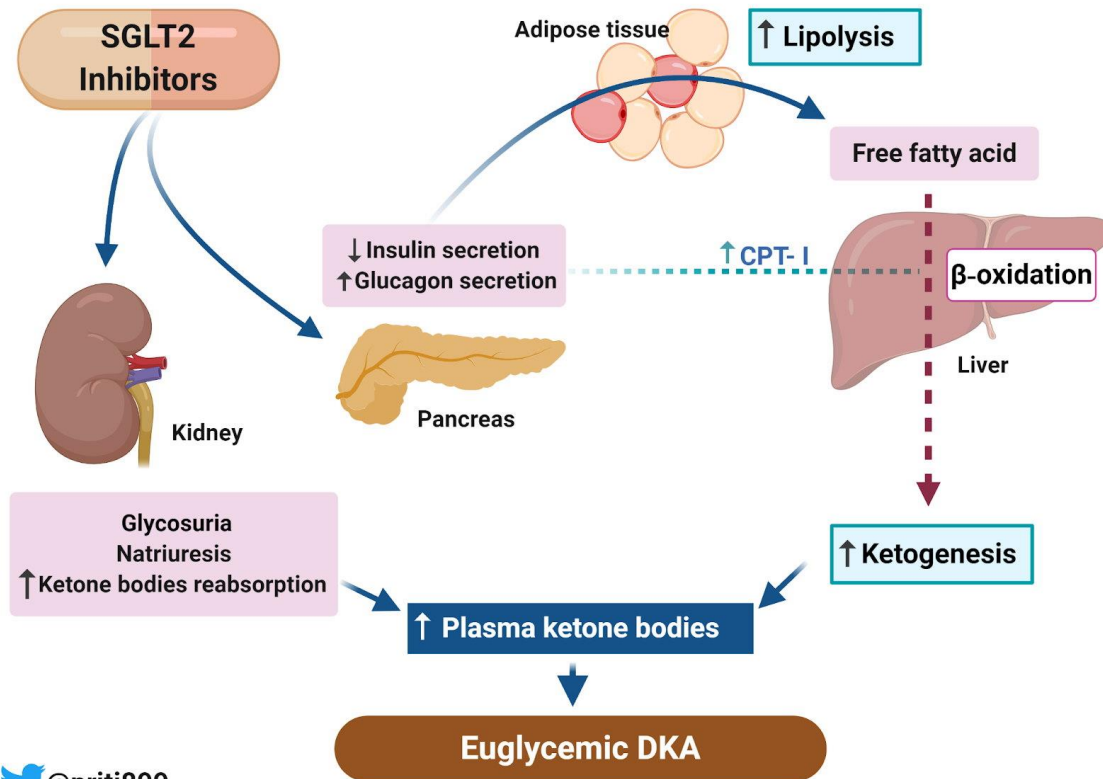 SGLT2
Inhibitors
Adipose tissue
↑ Lipolysis
Free fatty acid
↓ Insulin secretion
↑ Glucagon secretion
↑ CPT- I
β-oxidation
Liver
Kidney
Pancreas
Glycosuria
Natriuresis
↑ Ketone bodies reabsorption
↑ Ketogenesis
↑ Plasma ketone bodies
Euglycemic DKA